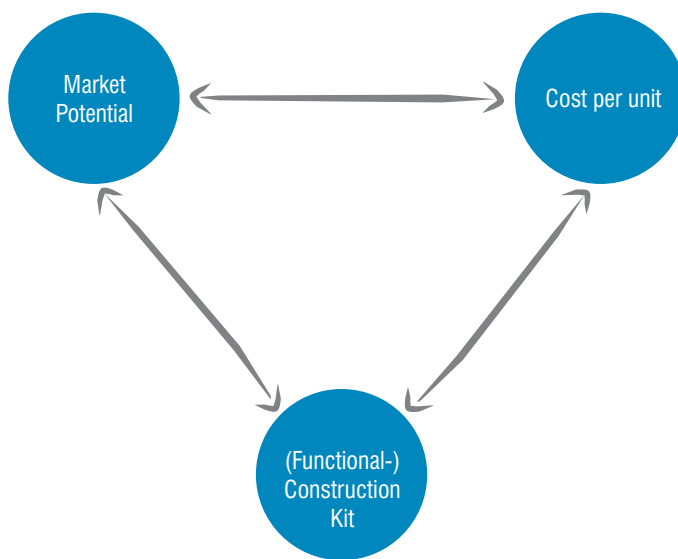 Market
Potential
Cost per unit
(Functional-)
Construction
Kit